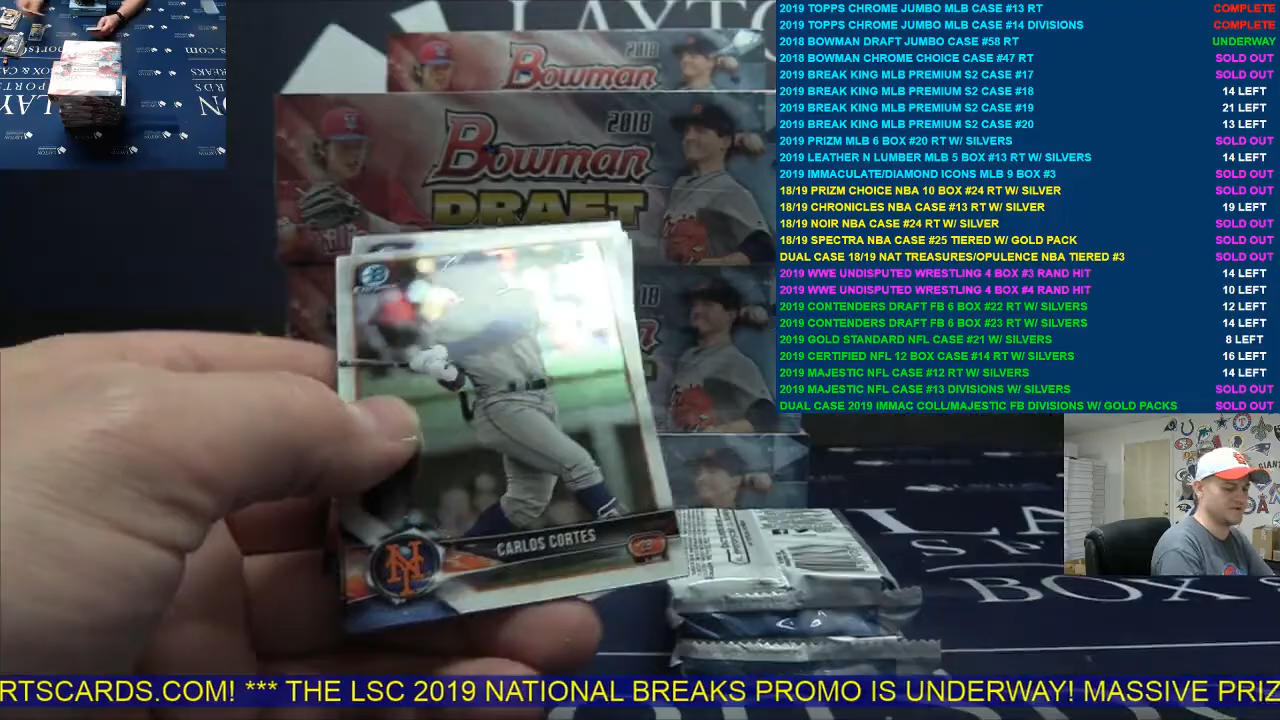 2019 TOPPS CHROME JUMBO MLB CASE #13 RT COMPLETE
2019 TOPPS CHROME JUMBO MLB CASE #14 DIVISIONS COMPLETE
2018 BOWMAN DRAFT JUMBO CASE #58 RT UNDERWAY
2018 BOWMAN CHROME CHOICE CASE #47 RT SOLD OUT
2019 BREAK KING MLB PREMIUM S2 CASE #17 SOLD OUT
2019 BREAK KING MLB PREMIUM S2 CASE #18 14 LEFT
2019 BREAK KING MLB PREMIUM S2 CASE #19 21 LEFT
2019 BREAK KING MLB PREMIUM S2 CASE #20 13 LEFT
2019 PRIZM MLB 6 BOX #20 RT W/ SILVERS SOLD OUT
2019 LEATHER N LUMBER MLB 5 BOX #13 RT W/ SILVERS 14 LEFT
2019 IMMACULATE/DIAMOND ICONS MLB 9 BOX #3 SOLD OUT
18/19 PRIZM CHOICE NBA 10 BOX #24 RT W/ SILVER SOLD OUT
18/19 CHRONICLES NBA CASE #13 RT W/ SILVER 19 LEFT
18/19 NOIR NBA CASE #24 RT W/ SILVER SOLD OUT
18/19 SPECTRA NBA CASE #25 TIERED W/ GOLD PACK SOLD OUT
DUAL CASE 18/19 NAT TREASURES/OPULENCE NBA TIERED #3 SOLD OUT
2019 WWE UNDISPUTED WRESTLING 4 BOX #3 RAND HIT 14 LEFT
2019 WWE UNDISPUTED WRESTLING 4 BOX #4 RAND HIT 10 LEFT
2019 CONTENDERS DRAFT FB 6 BOX #22 RT W/ SILVERS 12 LEFT
2019 CONTENDERS DRAFT FB 6 BOX #23 RT W/ SILVERS 14 LEFT
2019 GOLD STANDARD NFL CASE #21 W/ SILVERS 8 LEFT
2019 CERTIFIED NFL 12 BOX CASE #14 RT W/ SILVERS 16 LEFT
2019 MAJESTIC NFL CASE #12 RT W/ SILVERS 14 LEFT
2019 MAJESTIC NFL CASE #13 DIVISIONS W/ SILVERS SOLD OUT
DUAL CASE 2019 IMMAC COLL/MAJESTIC FB DIVISIONS W/ GOLD PACKS SOLD OUT
LAYTO
2018
Bowman
2018
Bowman
DRAFT
18
NY
CARLOS CORTES
LA
BOX
RTSCARDS.COM! *** THE LSC 2019 NATIONAL BREAKS PROMO IS UNDERWAY! MASSIVE PRIZ